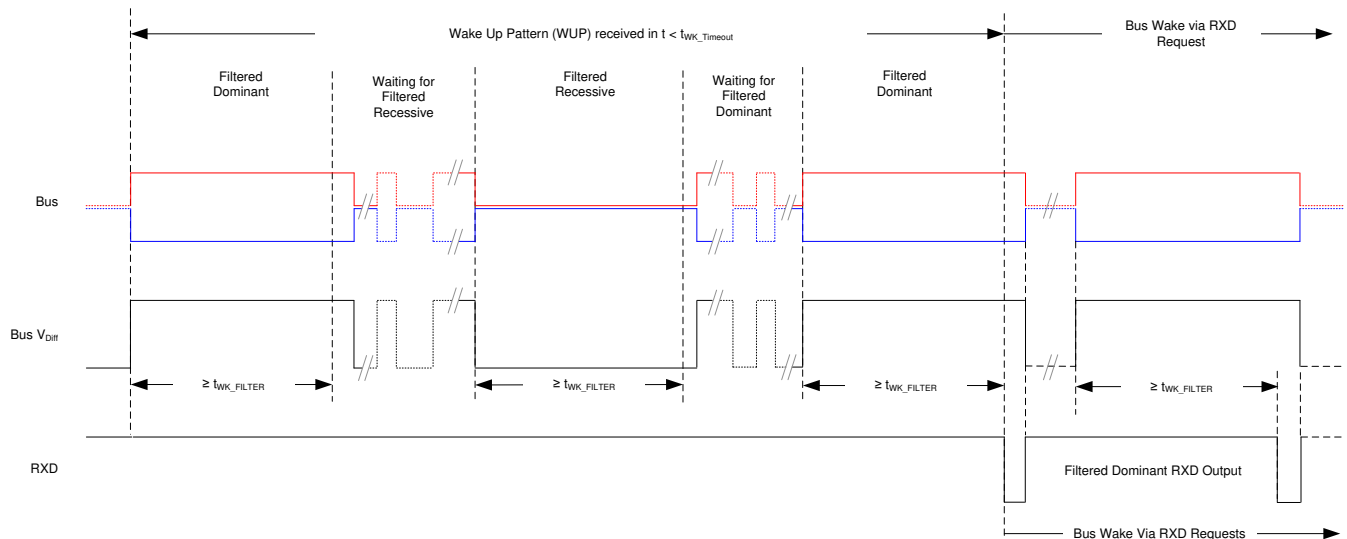 Wake Up Pattern (WUP) received in t < tWK_Timeout
Bus Wake via RXD
Request
Filtered
Dominant
Waiting for
Filtered
Recessive
Filtered
Recessive
Waiting for
Filtered
Dominant
Filtered
Dominant
Bus
Bus VDiff
≥ tWK_FILTER
≥ tWK_FILTER
≥ tWK_FILTER
≥ tWK_FILTER
RXD
Filtered Dominant RXD Output
Bus Wake Via RXD Requests